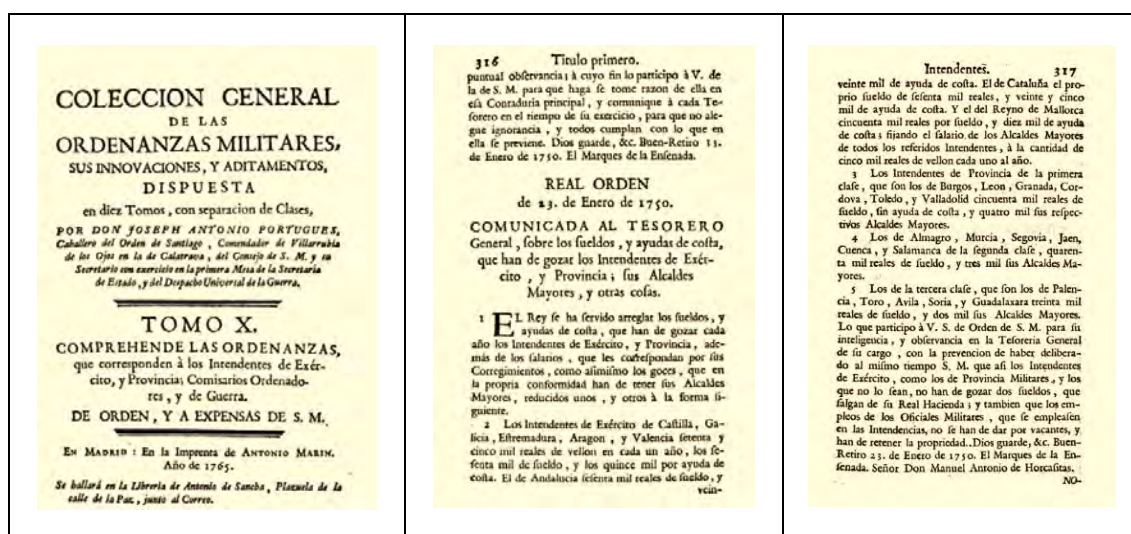 COLECCION GENERAL
DE LAS
ORDENANZAS MILITARES,
SUS INNOVACIONES, Y ADITAMENTOS,
DISPUESTA
en diez Tomos, con separacion de Clases,
POR DON JOSEPH ANTONIO PORTUGUES,
Caballero del Orden de Santiago, Comendador de Villarrubia
de los Ojos en la de Calatrava, del Consejo de S. M. y su
Secretario con exercicio en la primera Mesa de la Secretaría
de Estado, y del Despacho Universal de la Guerra.
TOMO X.
COMPREHENDE LAS ORDENANZAS,
que corresponden à los Intendentes de Exér-
cito, y Provincia; Comisarios Ordenado-
res, y de Guerra.
DE ORDEN, Y A EXPENSAS DE S. M.
EN MADRID: En la Imprenta de ANTONIO MARIN.
Año de 1765.
Se hallará en la Librería de Antonio de Sancha, Plazuela de la
calle de la Paz, junto al Correo.
316 Titulo primero.
puntual obſervancia; à cuyo fin lo participo à V. de
la de S. M. para que haga ſe tome razon de ella en
eſa Contaduria principal, y comunique à cada Te-
ſorero en el tiempo de ſu exercicio, para que no ale-
gue ignorancia, y todos cumplan con lo que en
ella ſe previene. Dios guarde, &c. Buen-Retiro 13.
de Enero de 1750. El Marques de la Enſenada.
REAL ORDEN
de 23. de Enero de 1750.
COMUNICADA AL TESORERO
General, ſobre los ſueldos, y ayudas de coſta,
que han de gozar los Intendentes de Exér-
cito, y Provincia; ſus Alcaldes
Mayores, y otras coſas.
1 EL Rey ſe ha ſervido arreglar los ſueldos, y
ayudas de coſta, que han de gozar cada
año los Intendentes de Exército, y Provincia, ade-
más de los ſalarios, que les correſpondan por ſus
Corregimientos, como aſimiſmo los goces, que en
la propria conformidad han de tener ſus Alcaldes
Mayores, reducidos unos, y otros à la forma ſi-
guiente.
2 Los Intendentes de Exército de Caſtilla, Ga-
licia, Eſtremadura, Aragon, y Valencia ſetenta y
cinco mil reales de vellon en cada un año, los ſe-
ſenta mil de ſueldo, y los quince mil por ayuda de
coſta. El de Andalucia ſeſenta mil reales de ſueldo, y
vein-
Intendentes. 317
veinte mil de ayuda de coſta. El de Cataluña el pro-
prio ſueldo de ſeſenta mil reales, y veinte y cinco
mil de ayuda de coſta. Y el del Reyno de Mallorca
cincuenta mil reales por ſueldo, y diez mil de ayuda
de coſta; fijando el ſalario de los Alcaldes Mayores
de todos los referidos Intendentes, à la cantidad de
cinco mil reales de vellon cada uno al año.
3 Los Intendentes de Provincia de la primera
claſe, que ſon los de Burgos, Leon, Granada, Cor-
dova, Toledo, y Valladolid cincuenta mil reales de
ſueldo, ſin ayuda de coſta, y quatro mil ſus reſpec-
tivos Alcaldes Mayores.
4 Los de Almagro, Murcia, Segovia, Jaen,
Cuenca, y Salamanca de la ſegunda claſe, quaren-
ta mil reales de ſueldo, y tres mil ſus Alcaldes Ma-
yores.
5 Los de la tercera claſe, que ſon los de Palen-
cia, Toro, Avila, Soria, y Guadalaxara treinta mil
reales de ſueldo, y dos mil ſus Alcaldes Mayores.
Lo que participo à V. S. de Orden de S. M. para ſu
inteligencia, y obſervancia en la Teſoreria General
de ſu cargo, con la prevencion de haber delibera-
do al miſmo tiempo S. M. que aſi los Intendentes
de Exército, como los de Provincia Militares, y los
que no lo ſean, no han de gozar dos ſueldos, que
ſalgan de ſu Real Hacienda; y tambien que los em-
pleos de los Oficiales Militares, que ſe empleaſen
en las Intendencias, no ſe han de dar por vacantes, y
han de retener la propriedad. Dios guarde, &c. Buen-
Retiro 23. de Enero de 1750. El Marques de la En-
ſenada. Señor Don Manuel Antonio de Horcaſitas.
NO-